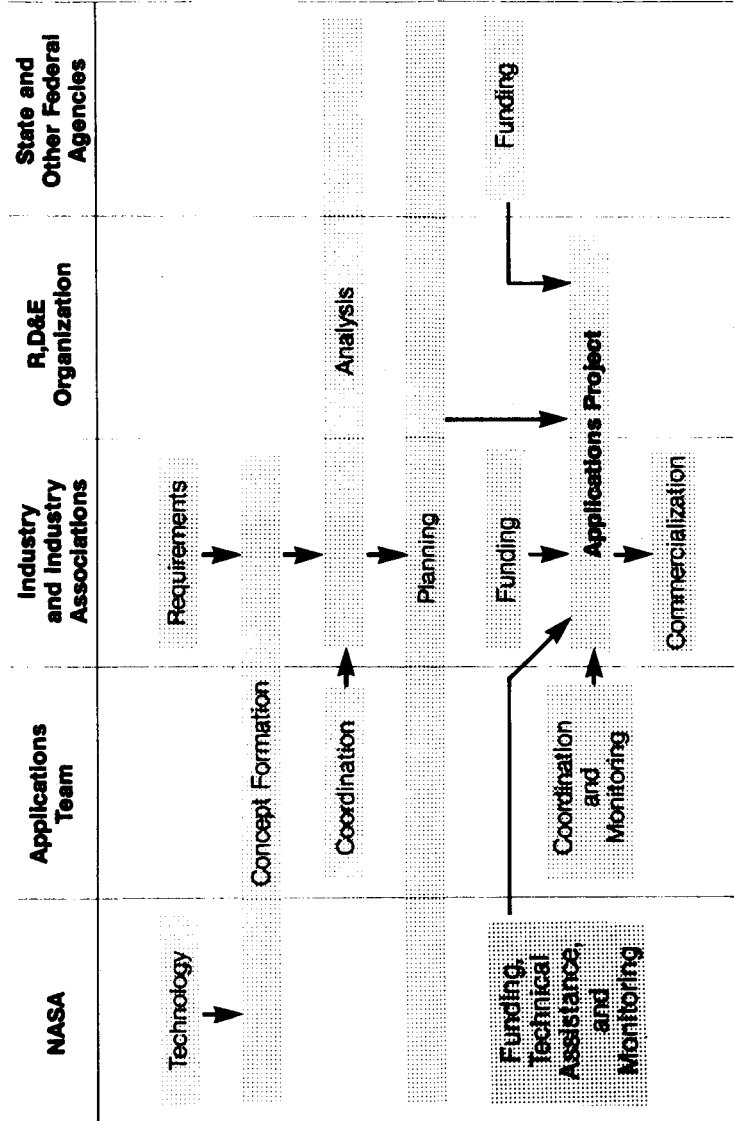 NASA
Applications
Team
Industry
and Industry
Associations
R,D&E
Organization
State and
Other Federal
Agencies
Technology
Requirements
Concept Formation
Coordination
Analysis
Planning
Funding,
Technical
Assistance,
and
Monitoring
Funding
Funding
Coordination
and
Monitoring
Applications Project
Commercialization